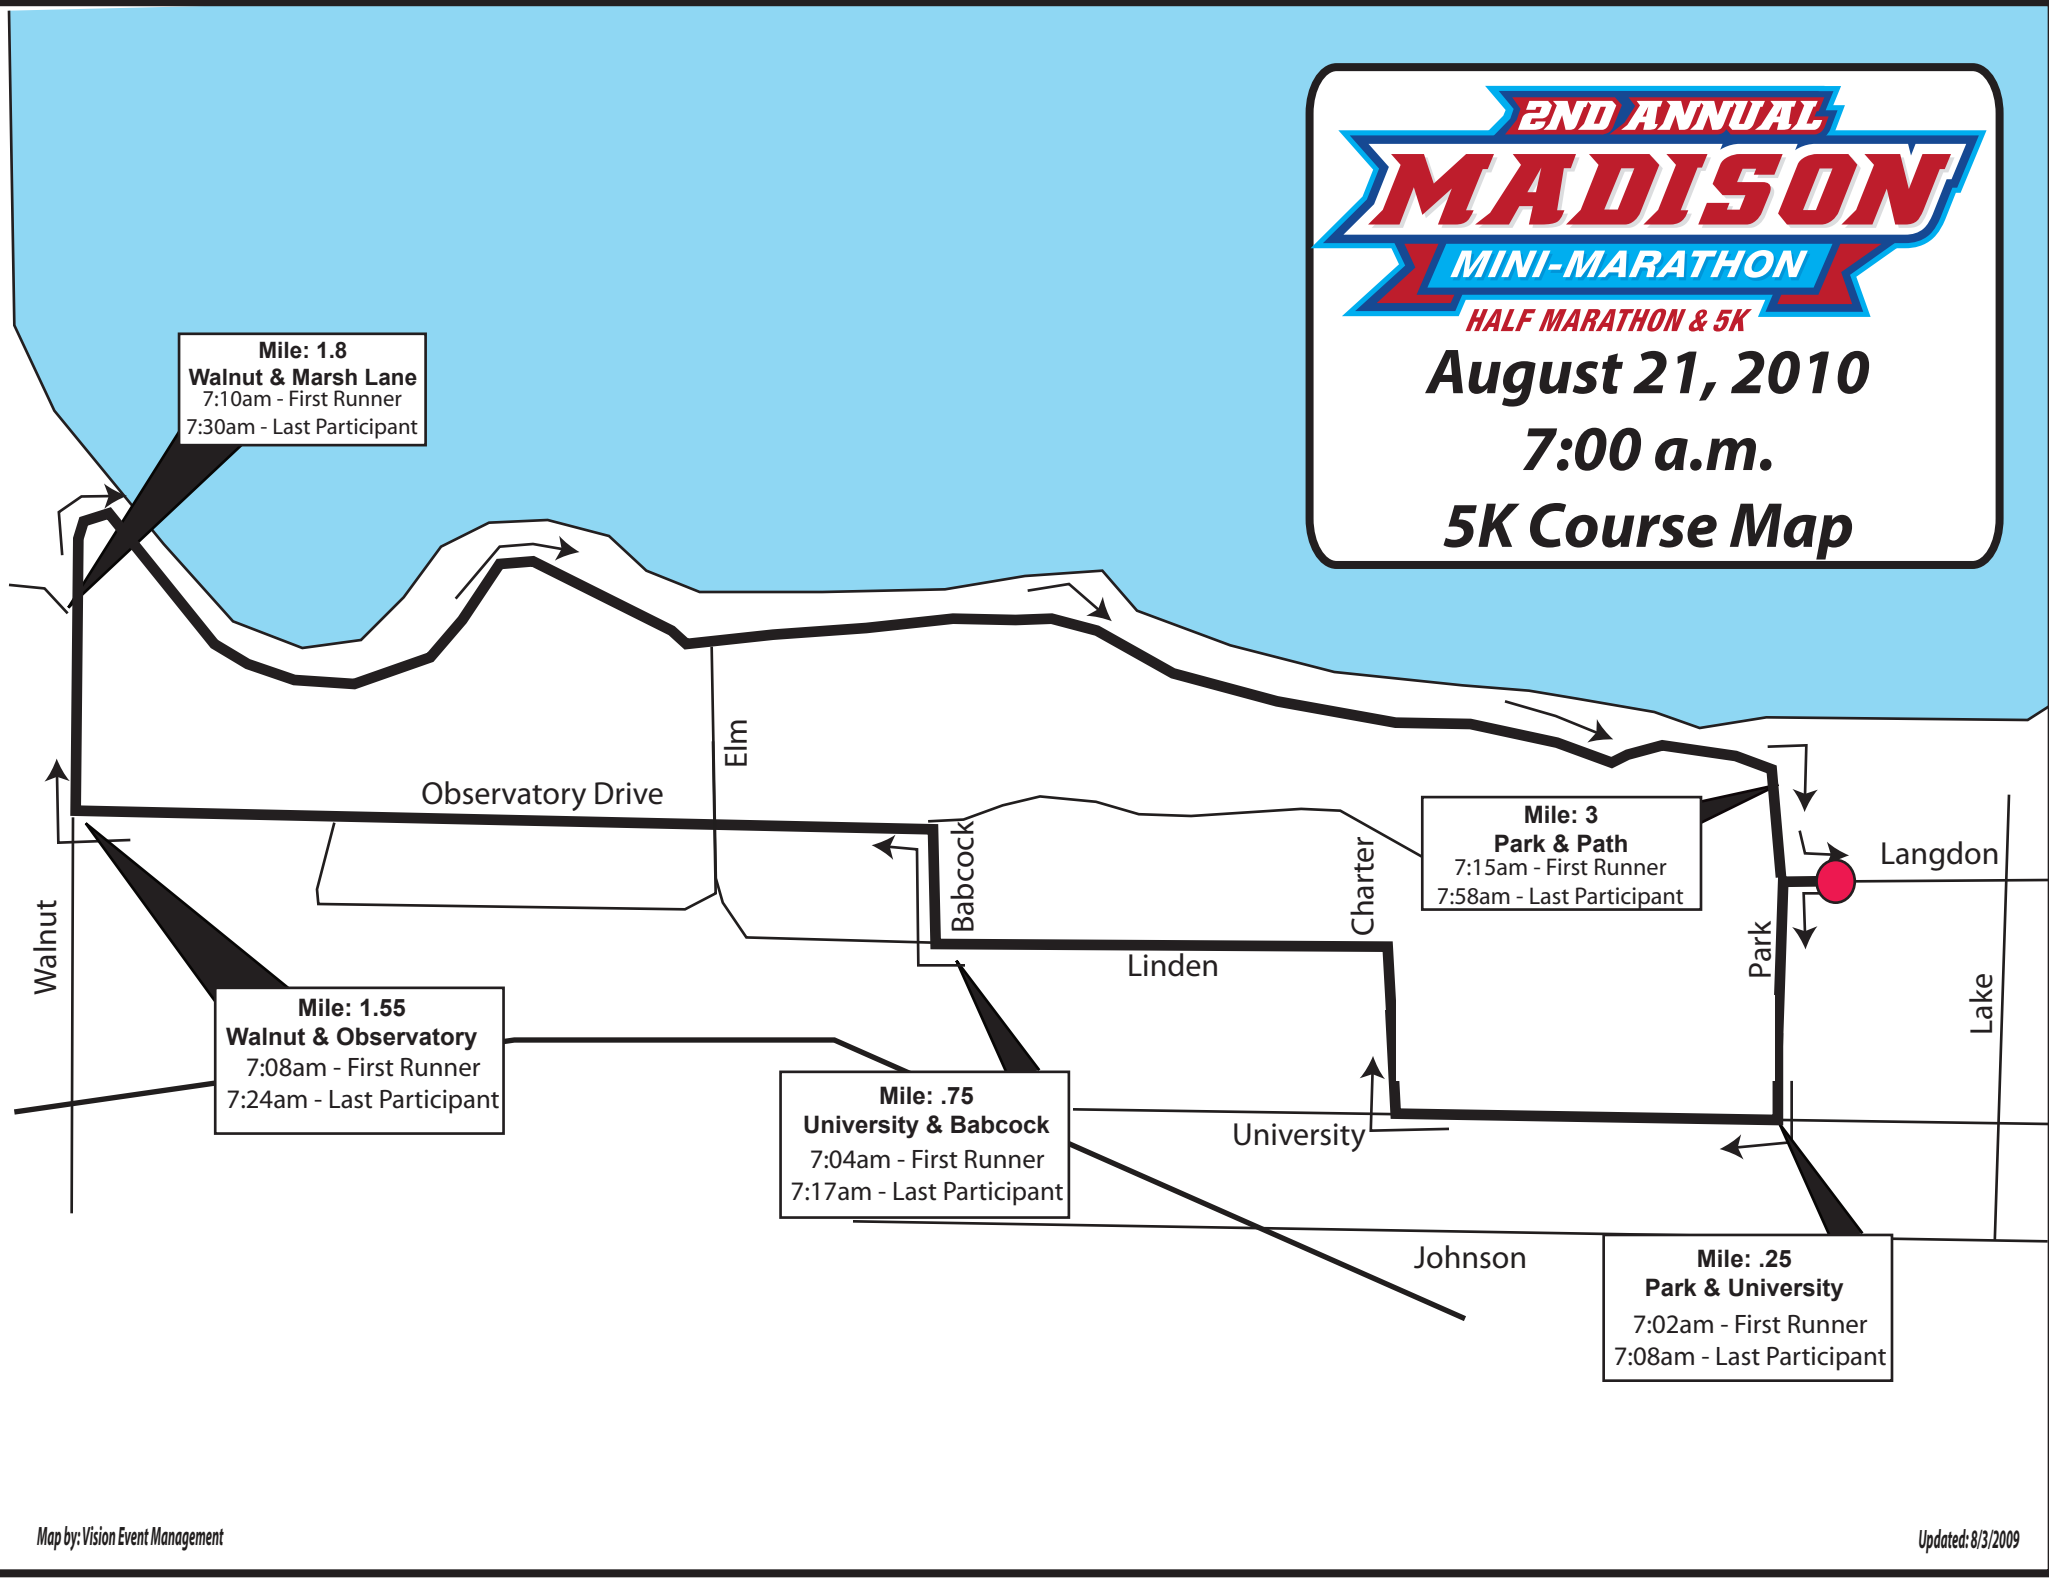 2ND ANNUAL
MADISON
MINI-MARATHON
HALF MARATHON & 5K
August 21, 2010
7:00 a.m.
5K Course Map
Mile: 1.8
Walnut & Marsh Lane
7:10am - First Runner
7:30am - Last Participant
Elm
Observatory Drive
Babcock
Charter
Mile: 3
Park & Path
7:15am - First Runner
7:58am - Last Participant
Langdon
Walnut
Linden
Park
Lake
Mile: 1.55
Walnut & Observatory
7:08am - First Runner
7:24am - Last Participant
Mile: .75
University & Babcock
7:04am - First Runner
7:17am - Last Participant
University
Johnson
Mile: .25
Park & University
7:02am - First Runner
7:08am - Last Participant
Map by: Vision Event Management
Updated: 8/3/2009